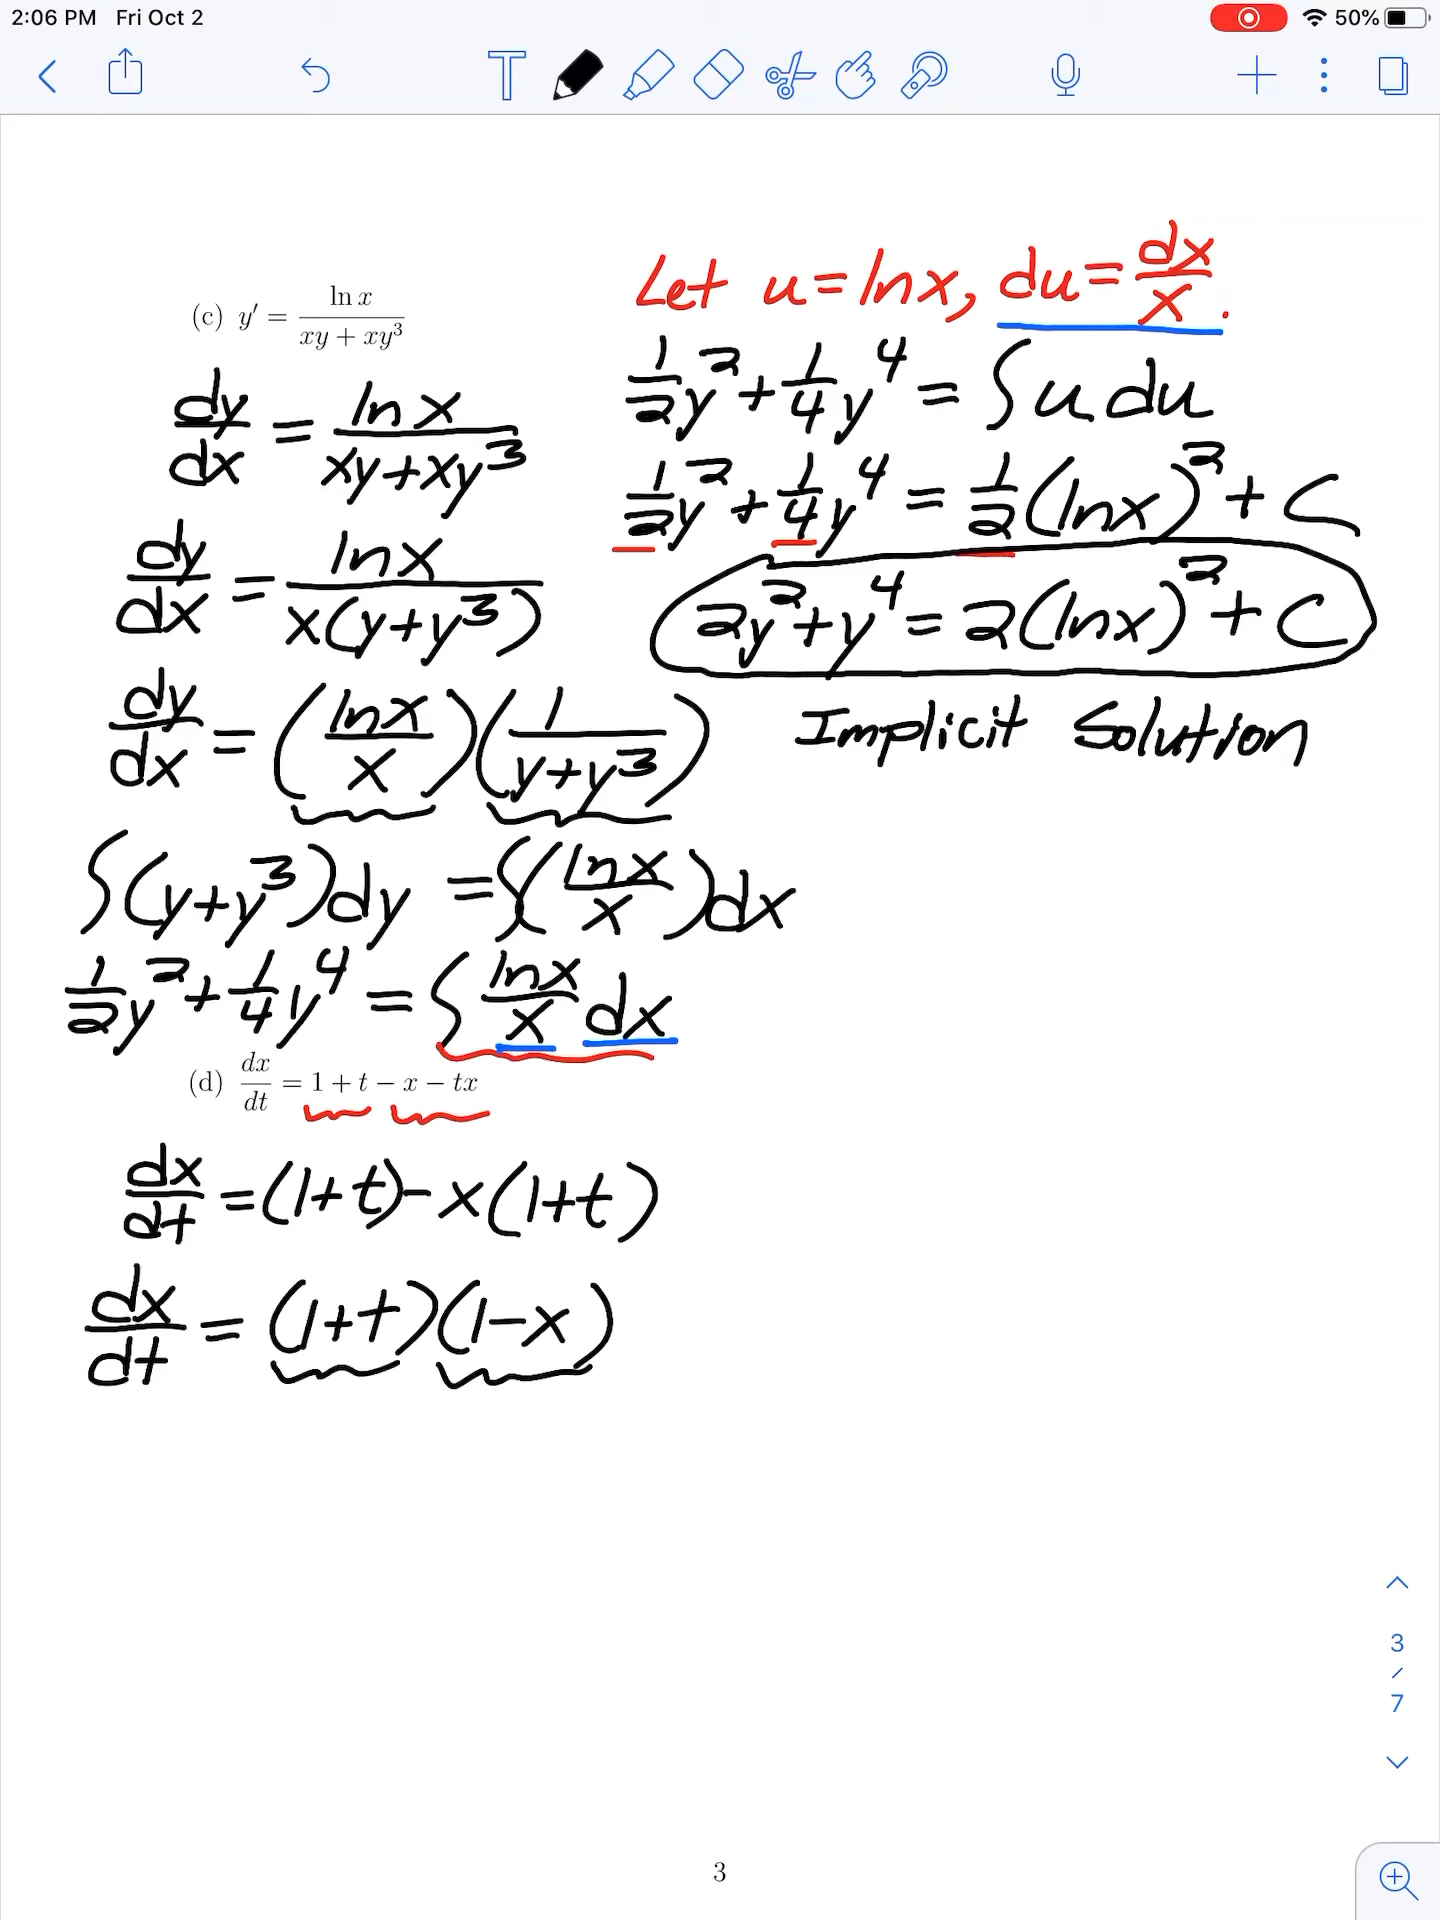 2:06 PM Fri Oct 2
50%
(c) y′ = ln x / (xy + xy³)
dy/dx = ln x / (xy+xy³)
dy/dx = ln x / (x(y+y³))
dy/dx = (ln x / x)(1 / (y+y³))
∫(y+y³)dy = ∫(ln x / x)dx
1/2 y² + 1/4 y⁴ = ∫ ln x / x dx
Let u = ln x, du = dx/x.
1/2 y² + 1/4 y⁴ = ∫ u du
1/2 y² + 1/4 y⁴ = 1/2 (ln x)² + C
2y² + y⁴ = 2(ln x)² + C
Implicit Solution
(d) dx/dt = 1 + t − x − tx
dx/dt = (1+t) − x(1+t)
dx/dt = (1+t)(1−x)
3
/
7
3